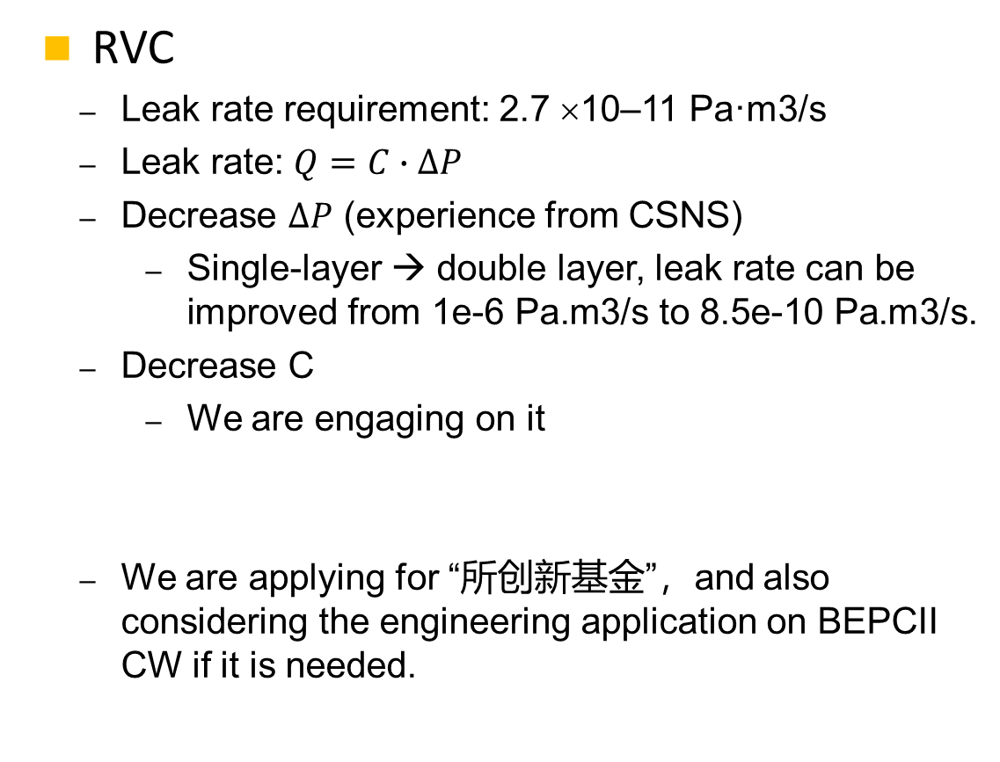 RVC
– Leak rate requirement: 2.7 ×10–11 Pa·m3/s
– Leak rate: 𝑄 = 𝐶 · Δ𝑃
– Decrease Δ𝑃 (experience from CSNS)
– Single-layer → double layer, leak rate can be
improved from 1e-6 Pa.m3/s to 8.5e-10 Pa.m3/s.
– Decrease C
– We are engaging on it
– We are applying for “所创新基金”，and also
considering the engineering application on BEPCII
CW if it is needed.